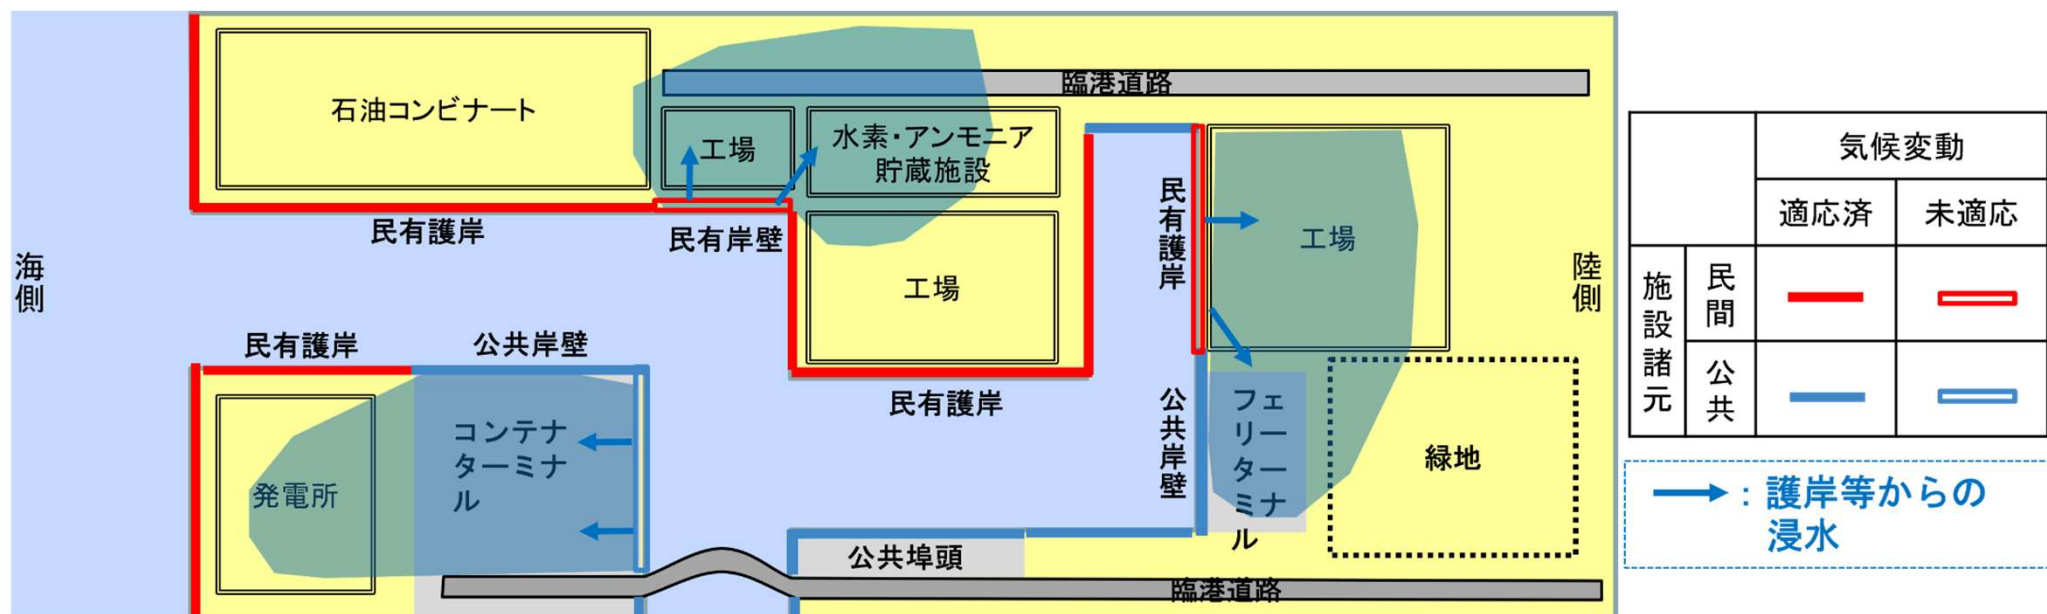 臨港道路
石油コンビナート
工場
水素・アンモニア
貯蔵施設
民有護岸
民有岸壁
民有護岸
工場
海側
工場
陸側
民有護岸
公共岸壁
民有護岸
公共岸壁
コンテナ
ターミナ
ル
発電所
フェ
リー
ター
ミナ
ル
緑地
公共埠頭
臨港道路
気候変動
適応済
未適応
施設諸元
民間
公共
：護岸等からの
浸水